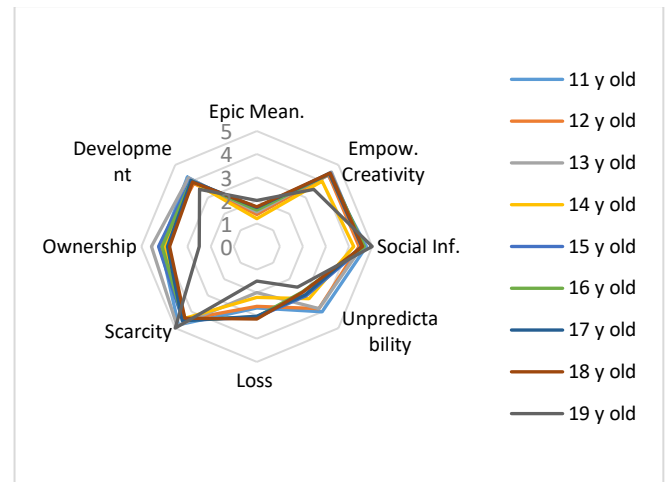 Epic Mean.
Empow.
Creativity
Social Inf.
Unpredicta
bility
Loss
Scarcity
Ownership
Developme
nt
5
4
3
2
1
0
11 y old
12 y old
13 y old
14 y old
15 y old
16 y old
17 y old
18 y old
19 y old